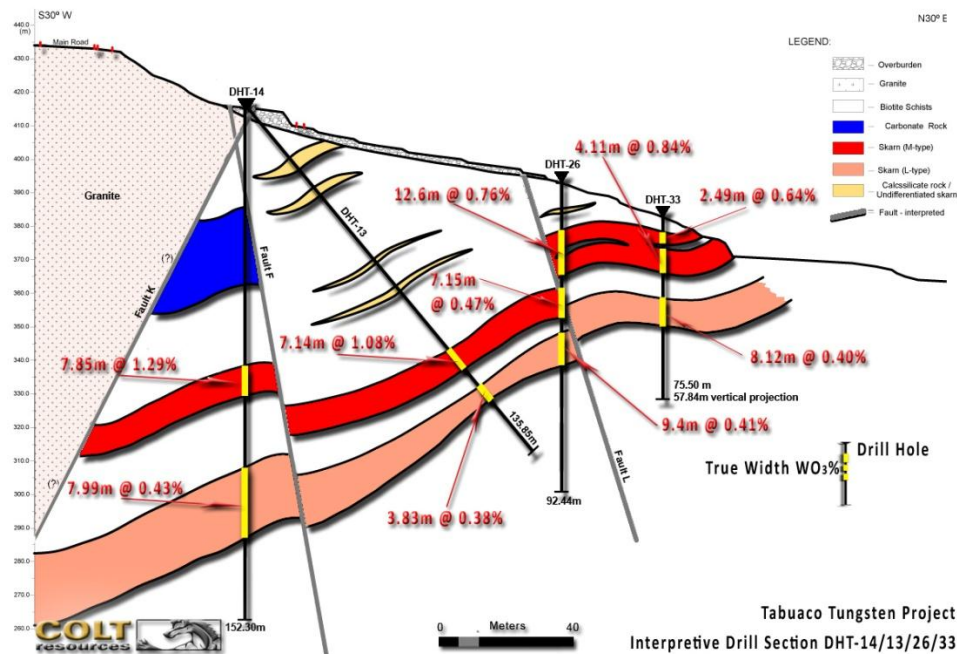 S30º W
N30º E
440.0
(m)
430.0
420.0
410.0
400.0
390.0
380.0
370.0
360.0
350.0
340.0
330.0
320.0
310.0
300.0
290.0
280.0
270.0
260.0
Main Road
DHT-14
DHT-26
DHT-33
DHT-13
LEGEND:
Overburden
Granite
Biotite Schists
Carbonate Rock
Skarn (M-type)
Skarn (L-type)
Calcssilicate rock /
Undifferentiated skarn
Fault - interpreted
4.11m @ 0.84%
12.6m @ 0.76%
2.49m @ 0.64%
Granite
(?)
Fault K
Fault F
7.15m
@ 0.47%
7.14m @ 1.08%
7.85m @ 1.29%
8.12m @ 0.40%
75.50 m
57.84m vertical projection
9.4m @ 0.41%
135.85m
Fault L
Drill Hole
True Width WO₃%
(?)
7.99m @ 0.43%
3.83m @ 0.38%
92.44m
152.30m
COLT
resources
Meters
0
40
Tabuaco Tungsten Project
Interpretive Drill Section DHT-14/13/26/33